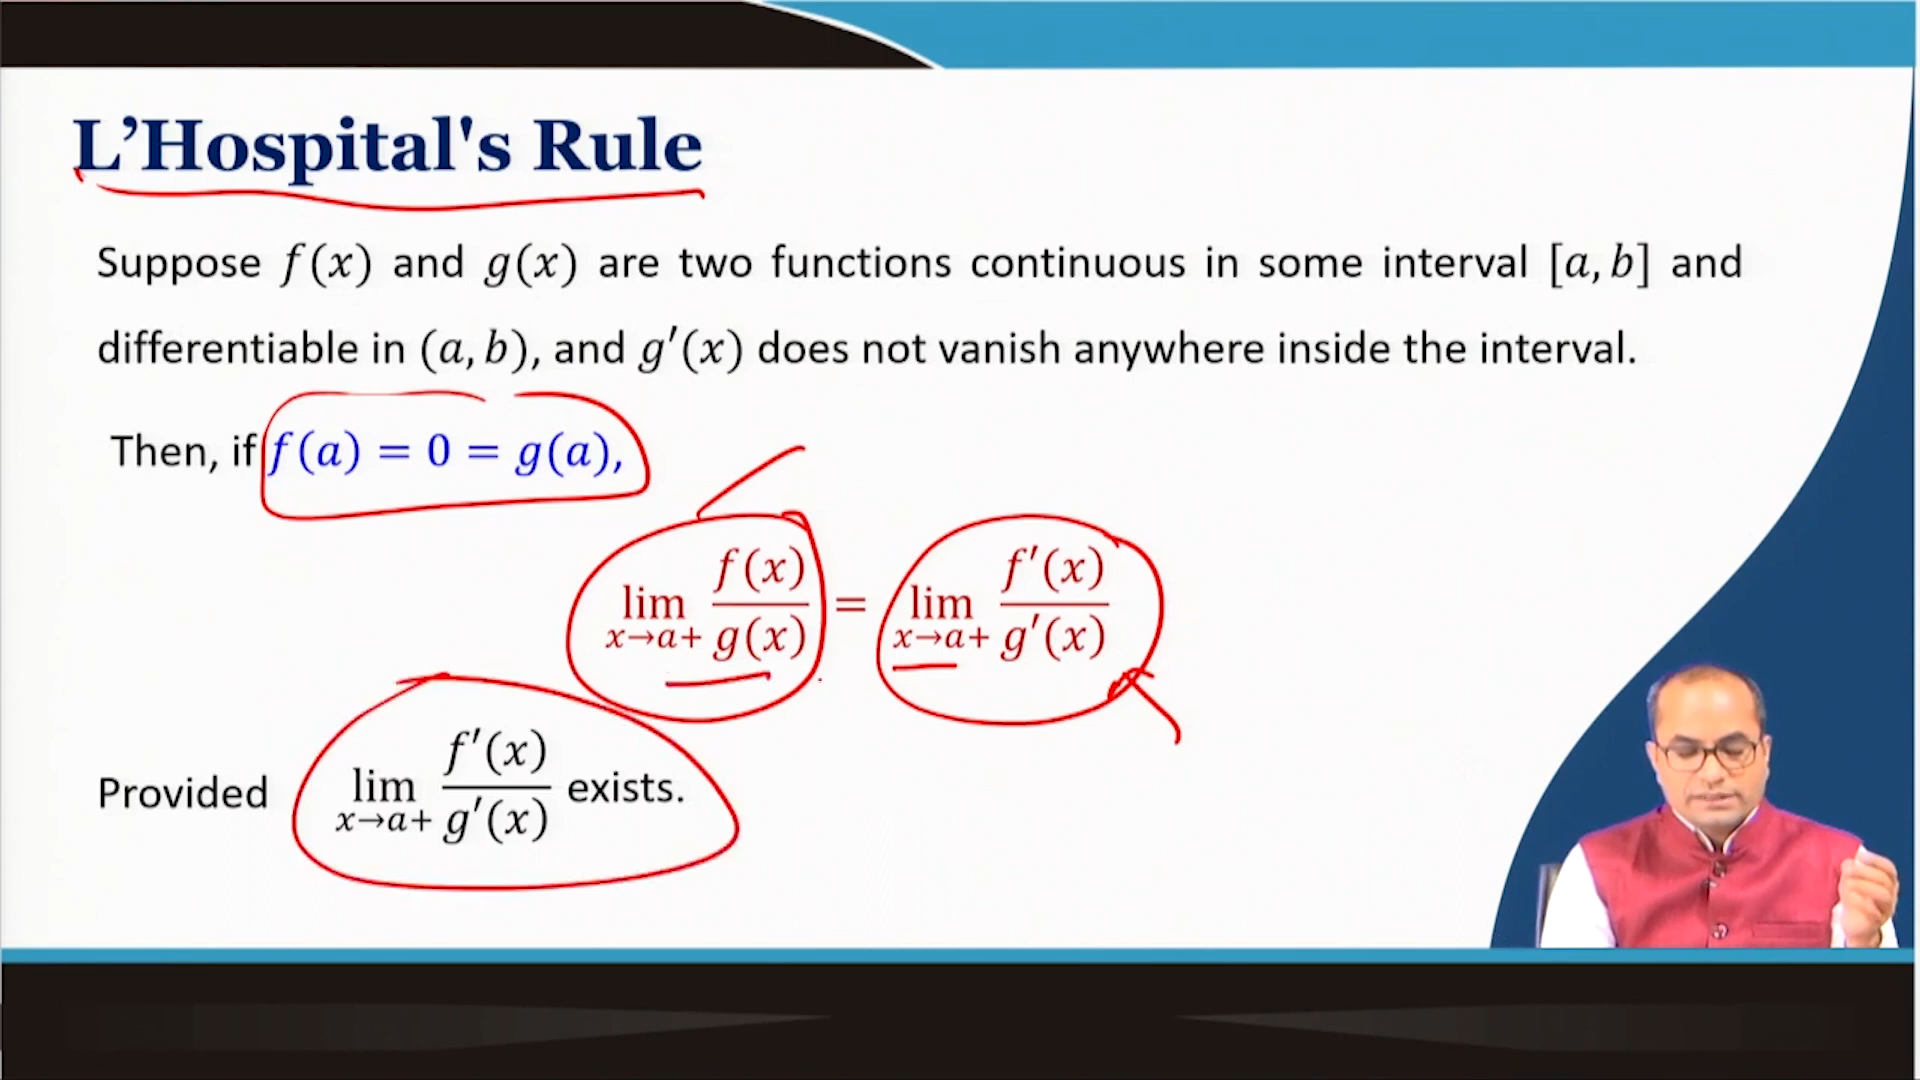 L’Hospital's Rule
Suppose f(x) and g(x) are two functions continuous in some interval [a, b] and
differentiable in (a, b), and g′(x) does not vanish anywhere inside the interval.
Then, if f(a) = 0 = g(a),
lim x→a+ f(x)/g(x) = lim x→a+ f′(x)/g′(x)
Provided lim x→a+ f′(x)/g′(x) exists.